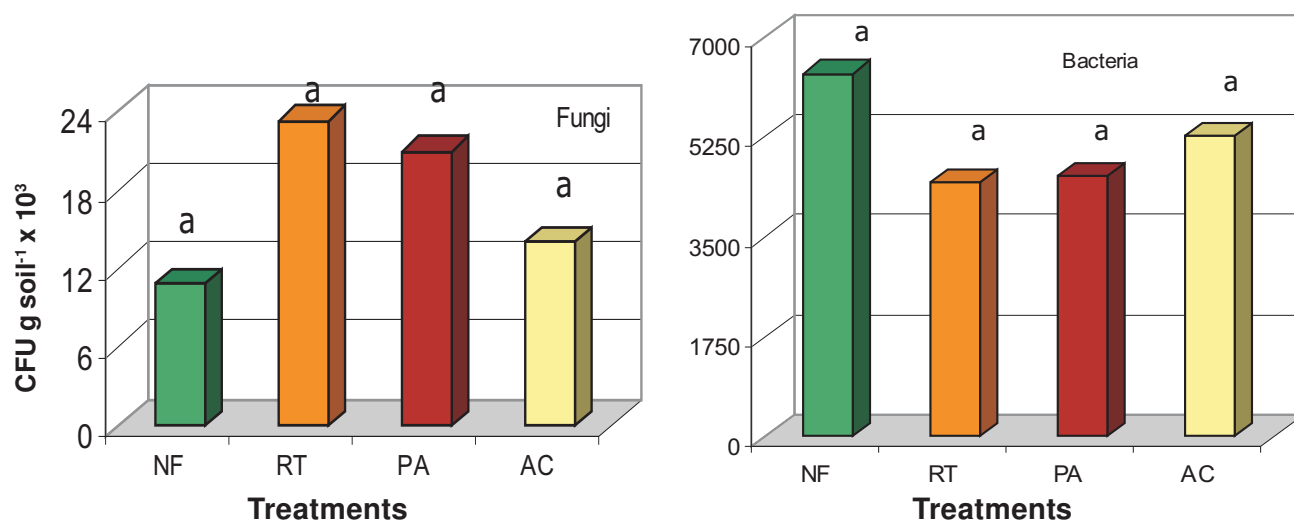 CFU g soil⁻¹ x 10³
24
18
12
6
0
Fungi
a
a
a
a
NF RT PA AC
Treatments
7000
5250
3500
1750
0
Bacteria
a
a
a
a
NF RT PA AC
Treatments